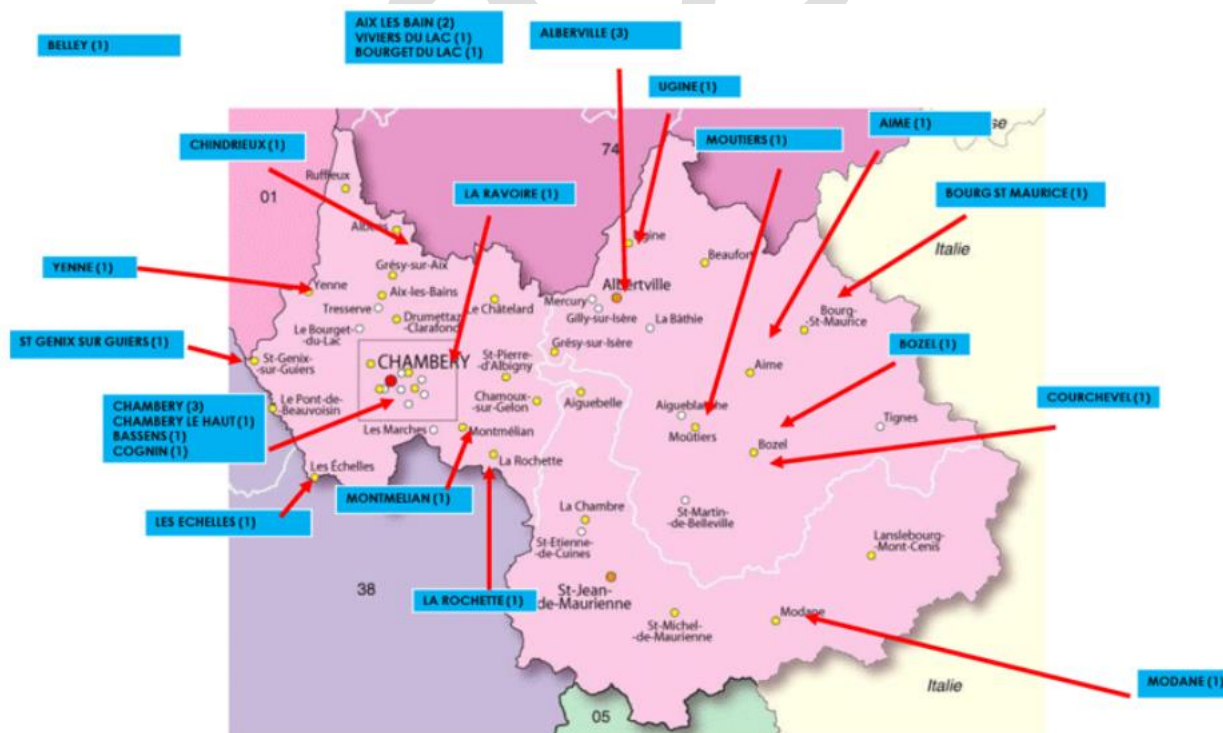 AIX LES BAIN (2)
VIVIERS DU LAC (1)
BOURGET DU LAC (1)
ALBERVILLE (3)
BELLEY (1)
UGINE (1)
AIME (1)
MOUTIERS (1)
CHINDRIEUX (1)
74
Ruffieux
01
LA RAVOIRE (1)
BOURG ST MAURICE (1)
Italie
YENNE (1)
Grésy-sur-Aix
Beaufort
Yenne
Aix-les-Bains
Albertville
Tresserve
Le Châtelard
Mercury
Gilly-sur-Isère
Drumettaz
-Clarafond
La Bâthie
Bourg-
-St-Maurice
Le Bourget-
-du-Lac
ST GENIX SUR GUIERS (1)
St-Genix-
-sur-Guiers
CHAMBERY
St-Pierre-
-d'Albigny
Grésy-sur-Isère
BOZEL (1)
Aime
Le Pont-de-
-Beauvoisin
Chamoux-
-sur-Gelon
Aiguebelle
Aigueblanche
COURCHEVEL (1)
CHAMBERY (3)
CHAMBERY LE HAUT (1)
BASSENS (1)
COGNIN (1)
Les Marches
Montmélian
Moûtiers
Tignes
Bozel
La Rochette
Les Échelles
MONTMELIAN (1)
LES ECHELLES (1)
La Chambre
St-Martin-
-de-Belleville
St-Etienne-
-de-Cuines
Lanslebourg-
-Mont-Cenis
38
LA ROCHETTE (1)
St-Jean-
-de-Maurienne
St-Michel-
-de-Maurienne
Modane
Italie
MODANE (1)
05